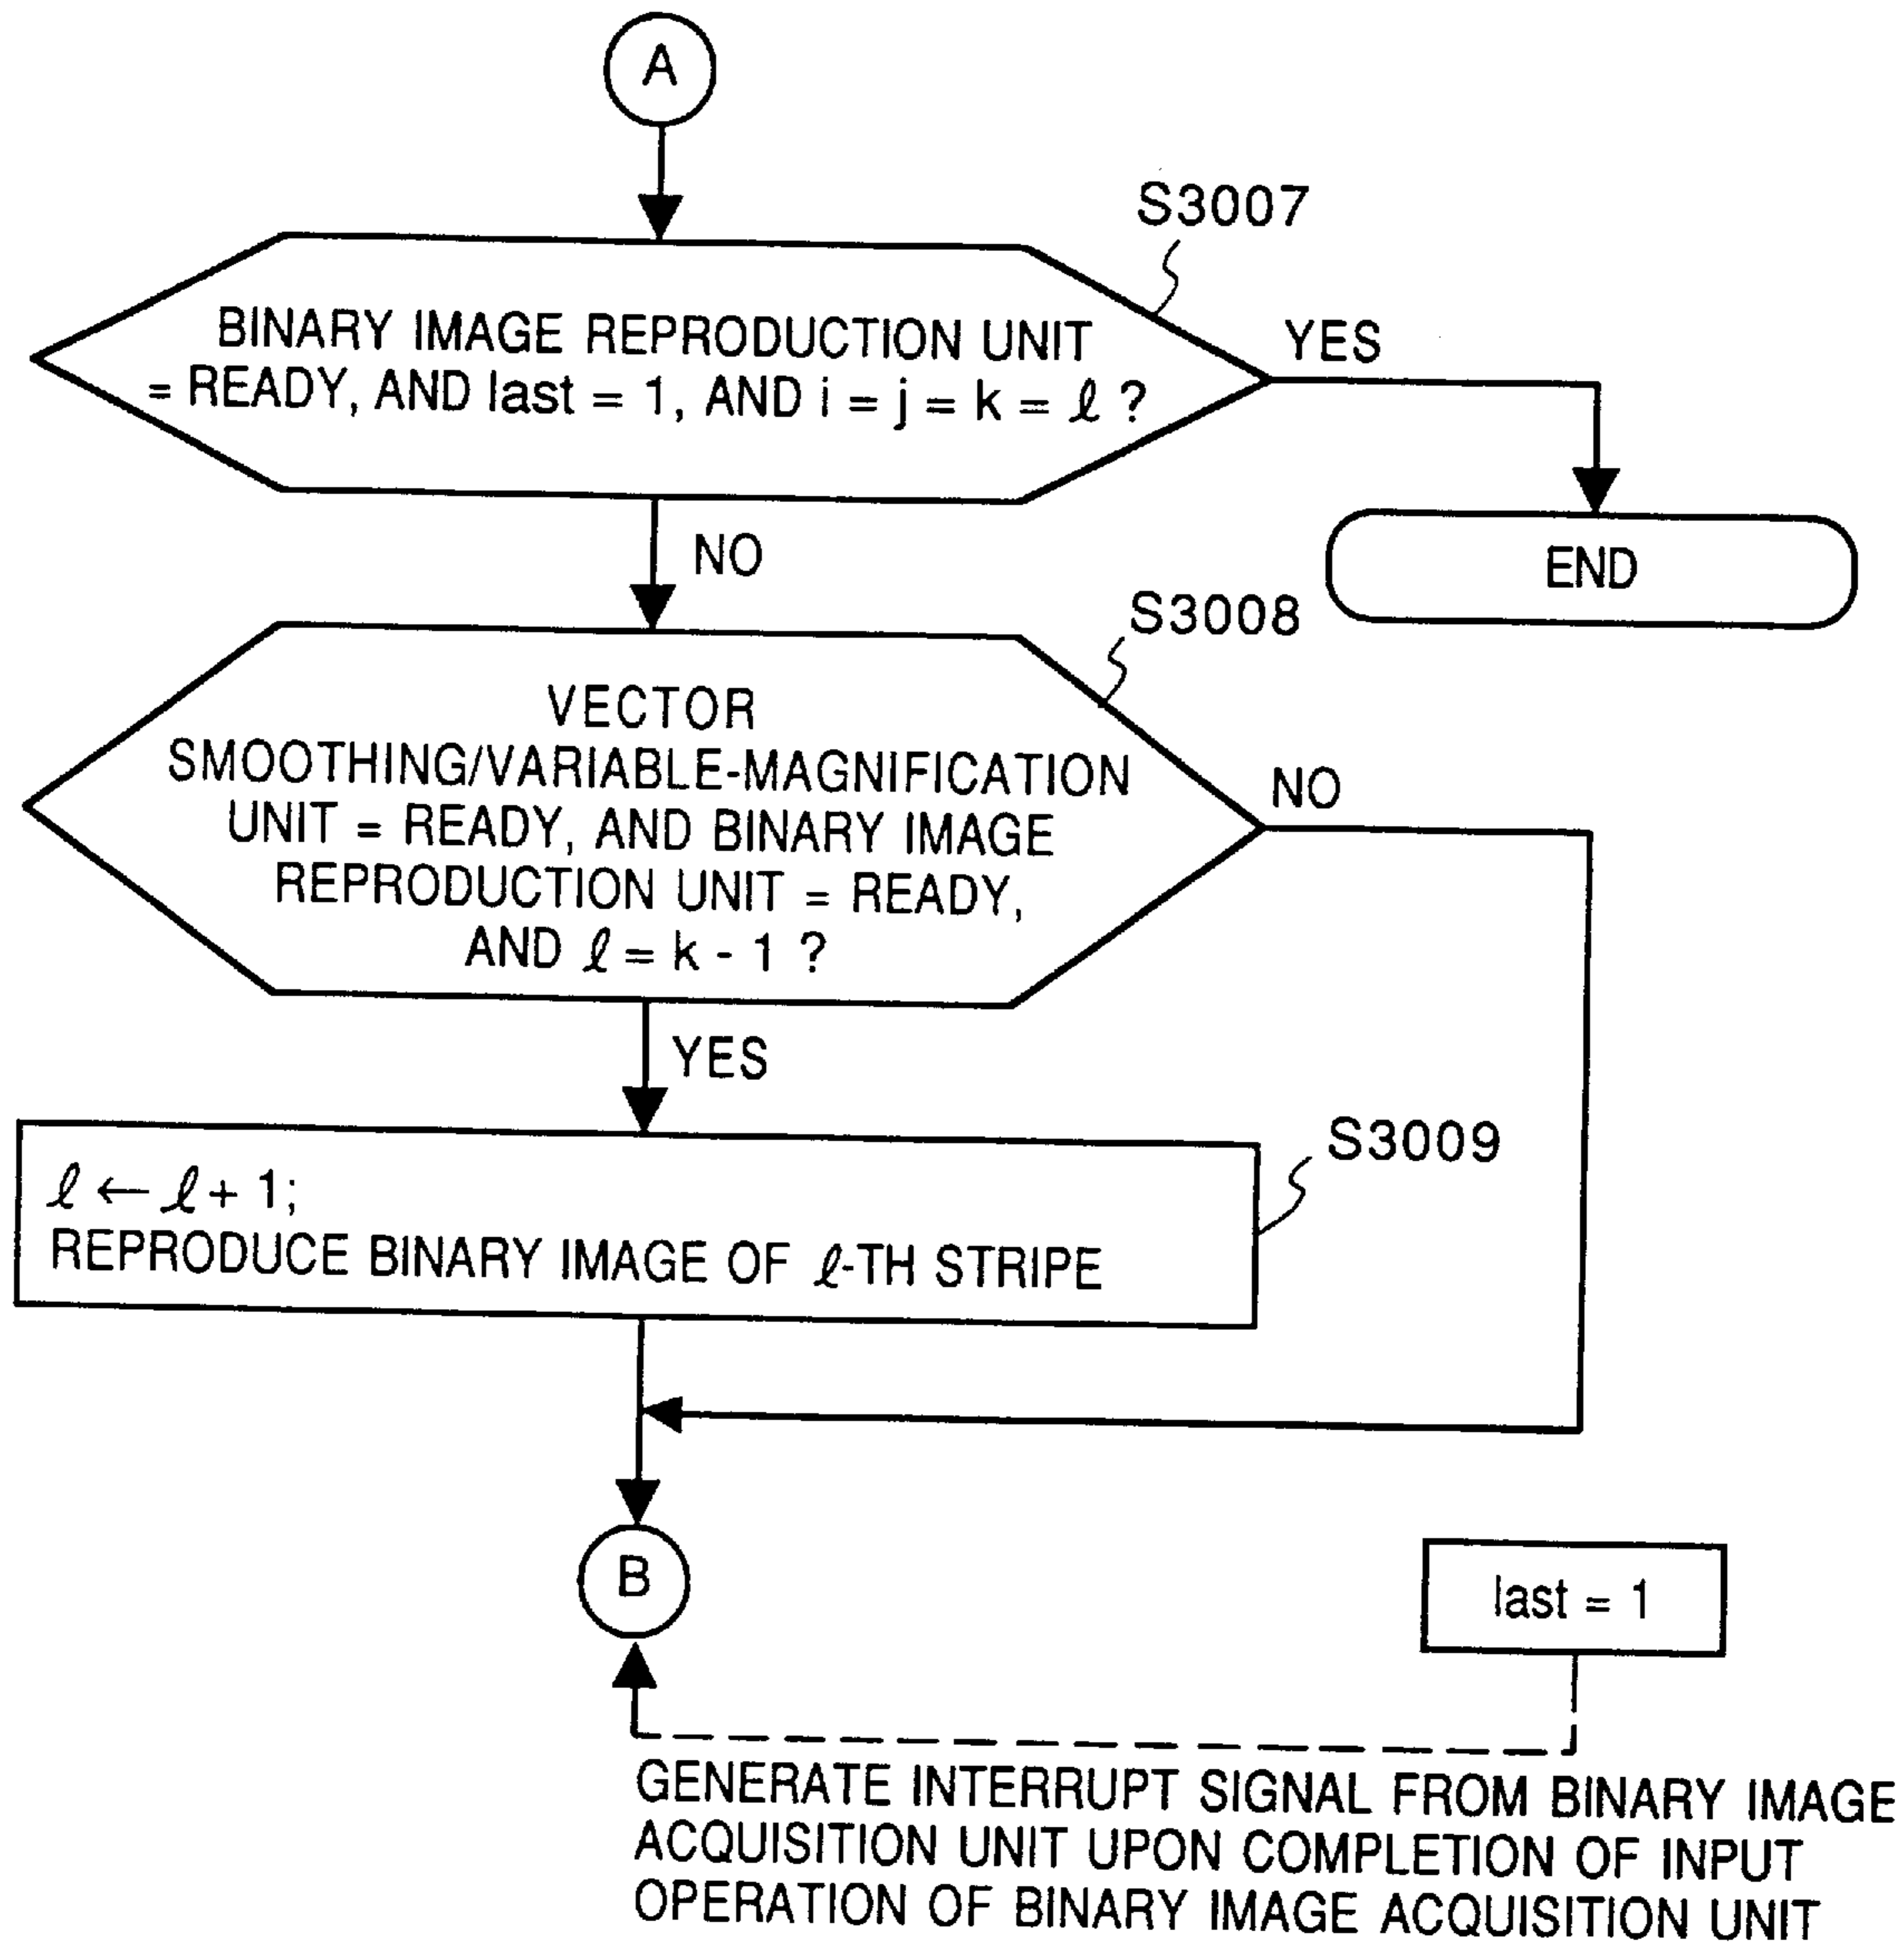 A
S3007
BINARY IMAGE REPRODUCTION UNIT
= READY, AND last = 1, AND i = j = k = ℓ ?
YES
END
NO
S3008
VECTOR
SMOOTHING/VARIABLE-MAGNIFICATION
UNIT = READY, AND BINARY IMAGE
REPRODUCTION UNIT = READY,
AND ℓ = k - 1 ?
NO
YES
S3009
ℓ ← ℓ + 1;
REPRODUCE BINARY IMAGE OF ℓ-TH STRIPE
B
last = 1
GENERATE INTERRUPT SIGNAL FROM BINARY IMAGE
ACQUISITION UNIT UPON COMPLETION OF INPUT
OPERATION OF BINARY IMAGE ACQUISITION UNIT